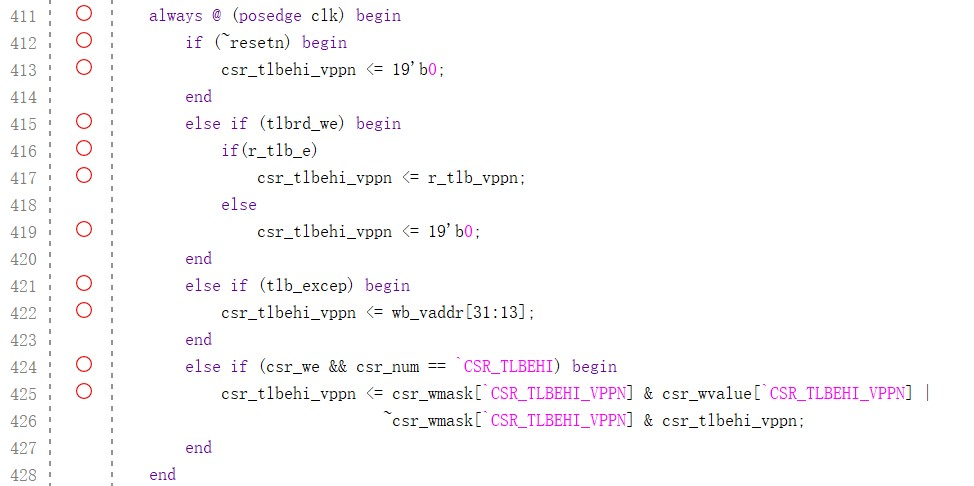 411 always @ (posedge clk) begin
412 if (~resetn) begin
413 csr_tlbehi_vppn <= 19'b0;
414 end
415 else if (tlbrd_we) begin
416 if(r_tlb_e)
417 csr_tlbehi_vppn <= r_tlb_vppn;
418 else
419 csr_tlbehi_vppn <= 19'b0;
420 end
421 else if (tlb_excep) begin
422 csr_tlbehi_vppn <= wb_vaddr[31:13];
423 end
424 else if (csr_we && csr_num == `CSR_TLBEHI) begin
425 csr_tlbehi_vppn <= csr_wmask[`CSR_TLBEHI_VPPN] & csr_wvalue[`CSR_TLBEHI_VPPN] |
426 ~csr_wmask[`CSR_TLBEHI_VPPN] & csr_tlbehi_vppn;
427 end
428 end